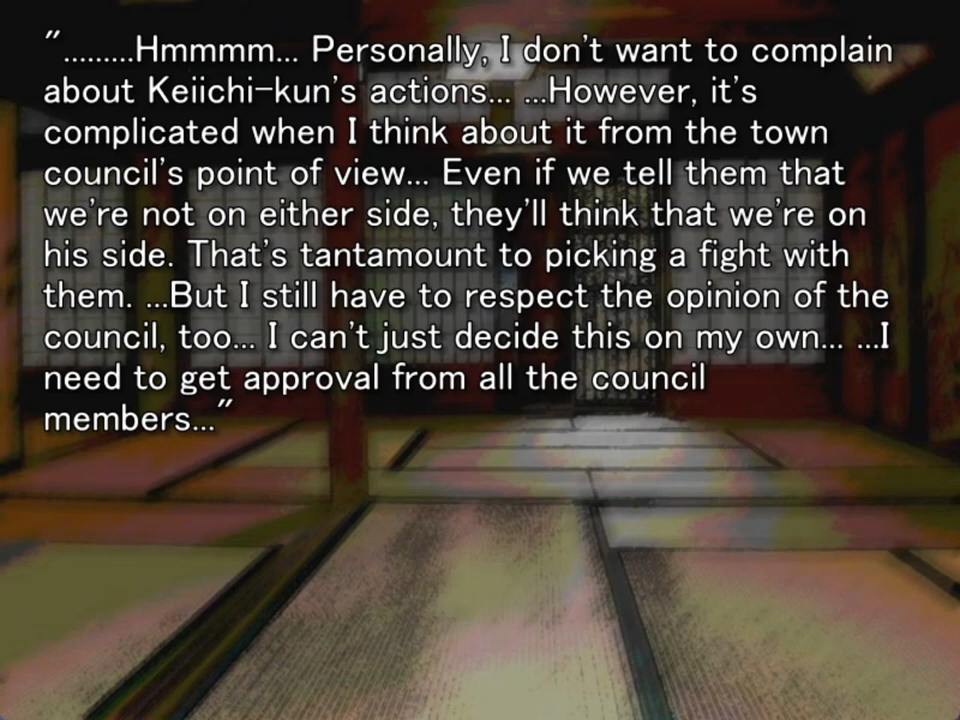 ".........Hmmmm... Personally, I don't want to complain
about Keiichi-kun's actions... ...However, it's
complicated when I think about it from the town
council's point of view... Even if we tell them that
we're not on either side, they'll think that we're on
his side. That's tantamount to picking a fight with
them. ...But I still have to respect the opinion of the
council, too... I can't just decide this on my own... ...I
need to get approval from all the council
members..."